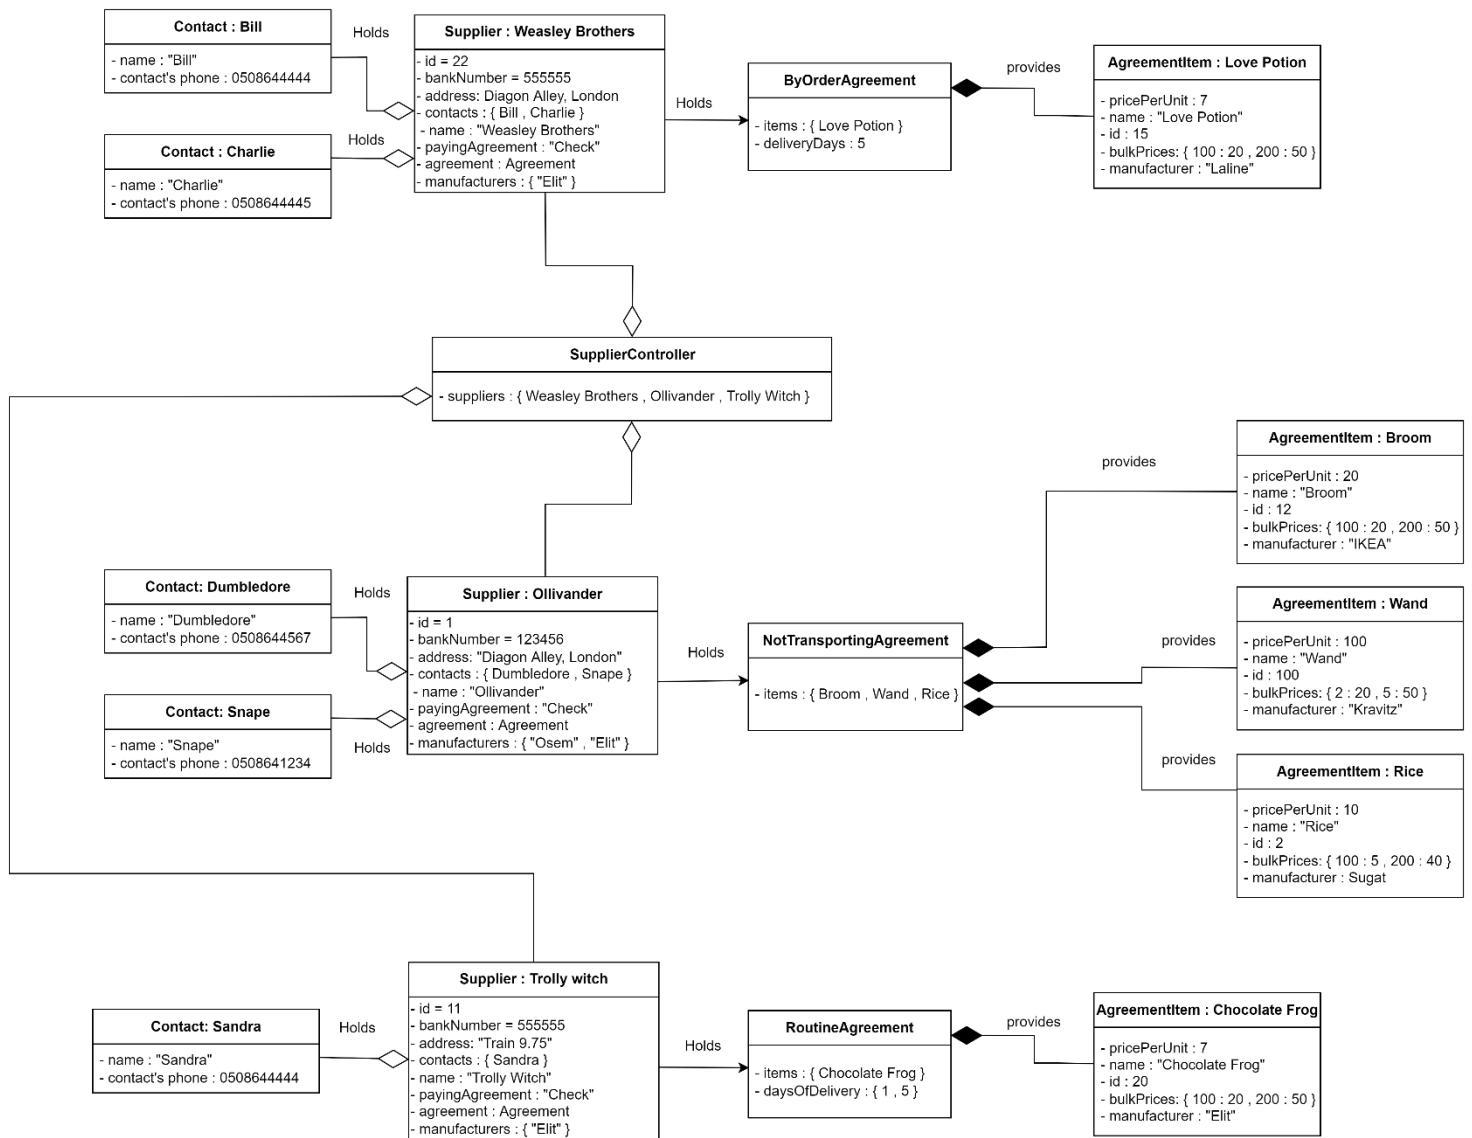 Contact : Bill
- name : "Bill"
- contact's phone : 0508644444
Holds
Contact : Charlie
- name : "Charlie"
- contact's phone : 0508644445
Holds
Supplier : Weasley Brothers
- id = 22
- bankNumber = 555555
- address: Diagon Alley, London
- contacts : { Bill , Charlie }
- name : "Weasley Brothers"
- payingAgreement : "Check"
- agreement : Agreement
- manufacturers : { "Elit" }
Holds
ByOrderAgreement
- items : { Love Potion }
- deliveryDays : 5
provides
AgreementItem : Love Potion
- pricePerUnit : 7
- name : "Love Potion"
- id : 15
- bulkPrices: { 100 : 20 , 200 : 50 }
- manufacturer : "Laline"
SupplierController
- suppliers : { Weasley Brothers , Ollivander , Trolly Witch }
Contact: Dumbledore
- name : "Dumbledore"
- contact's phone : 0508644567
Holds
Contact: Snape
- name : "Snape"
- contact's phone : 0508641234
Holds
Supplier : Ollivander
- id = 1
- bankNumber = 123456
- address: "Diagon Alley, London"
- contacts : { Dumbledore , Snape }
- name : "Ollivander"
- payingAgreement : "Check"
- agreement : Agreement
- manufacturers : { "Osem" , "Elit" }
Holds
NotTransportingAgreement
- items : { Broom , Wand , Rice }
provides
AgreementItem : Broom
- pricePerUnit : 20
- name : "Broom"
- id : 12
- bulkPrices: { 100 : 20 , 200 : 50 }
- manufacturer : "IKEA"
provides
AgreementItem : Wand
- pricePerUnit : 100
- name : "Wand"
- id : 100
- bulkPrices: { 2 : 20 , 5 : 50 }
- manufacturer : "Kravitz"
provides
AgreementItem : Rice
- pricePerUnit : 10
- name : "Rice"
- id : 2
- bulkPrices: { 100 : 5 , 200 : 40 }
- manufacturer : Sugat
Contact: Sandra
- name : "Sandra"
- contact's phone : 0508644444
Holds
Supplier : Trolly witch
- id = 11
- bankNumber = 555555
- address: "Train 9.75"
- contacts : { Sandra }
- name : "Trolly Witch"
- payingAgreement : "Check"
- agreement : Agreement
- manufacturers : { "Elit" }
Holds
RoutineAgreement
- items : { Chocolate Frog }
- daysOfDelivery : { 1 , 5 }
provides
AgreementItem : Chocolate Frog
- pricePerUnit : 7
- name : "Chocolate Frog"
- id : 20
- bulkPrices: { 100 : 20 , 200 : 50 }
- manufacturer : "Elit"